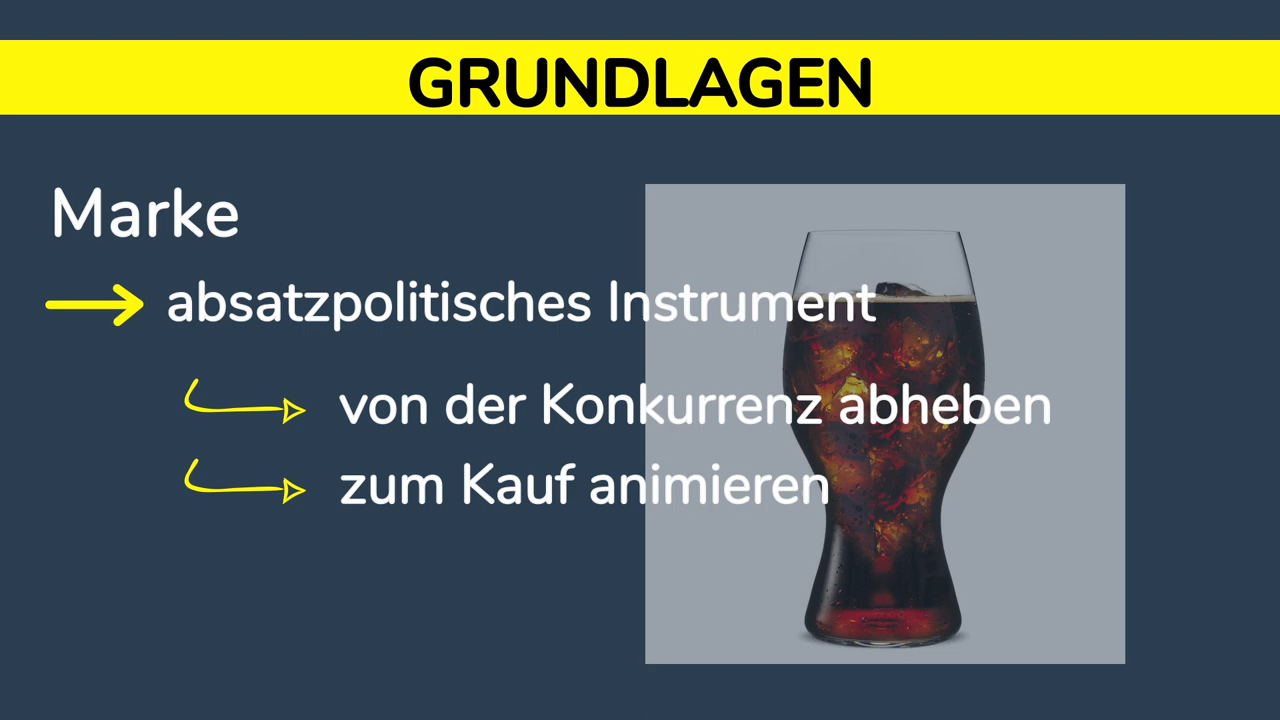 GRUNDLAGEN
Marke
absatzpolitisches Instrument
von der Konkurrenz abheben
zum Kauf animieren